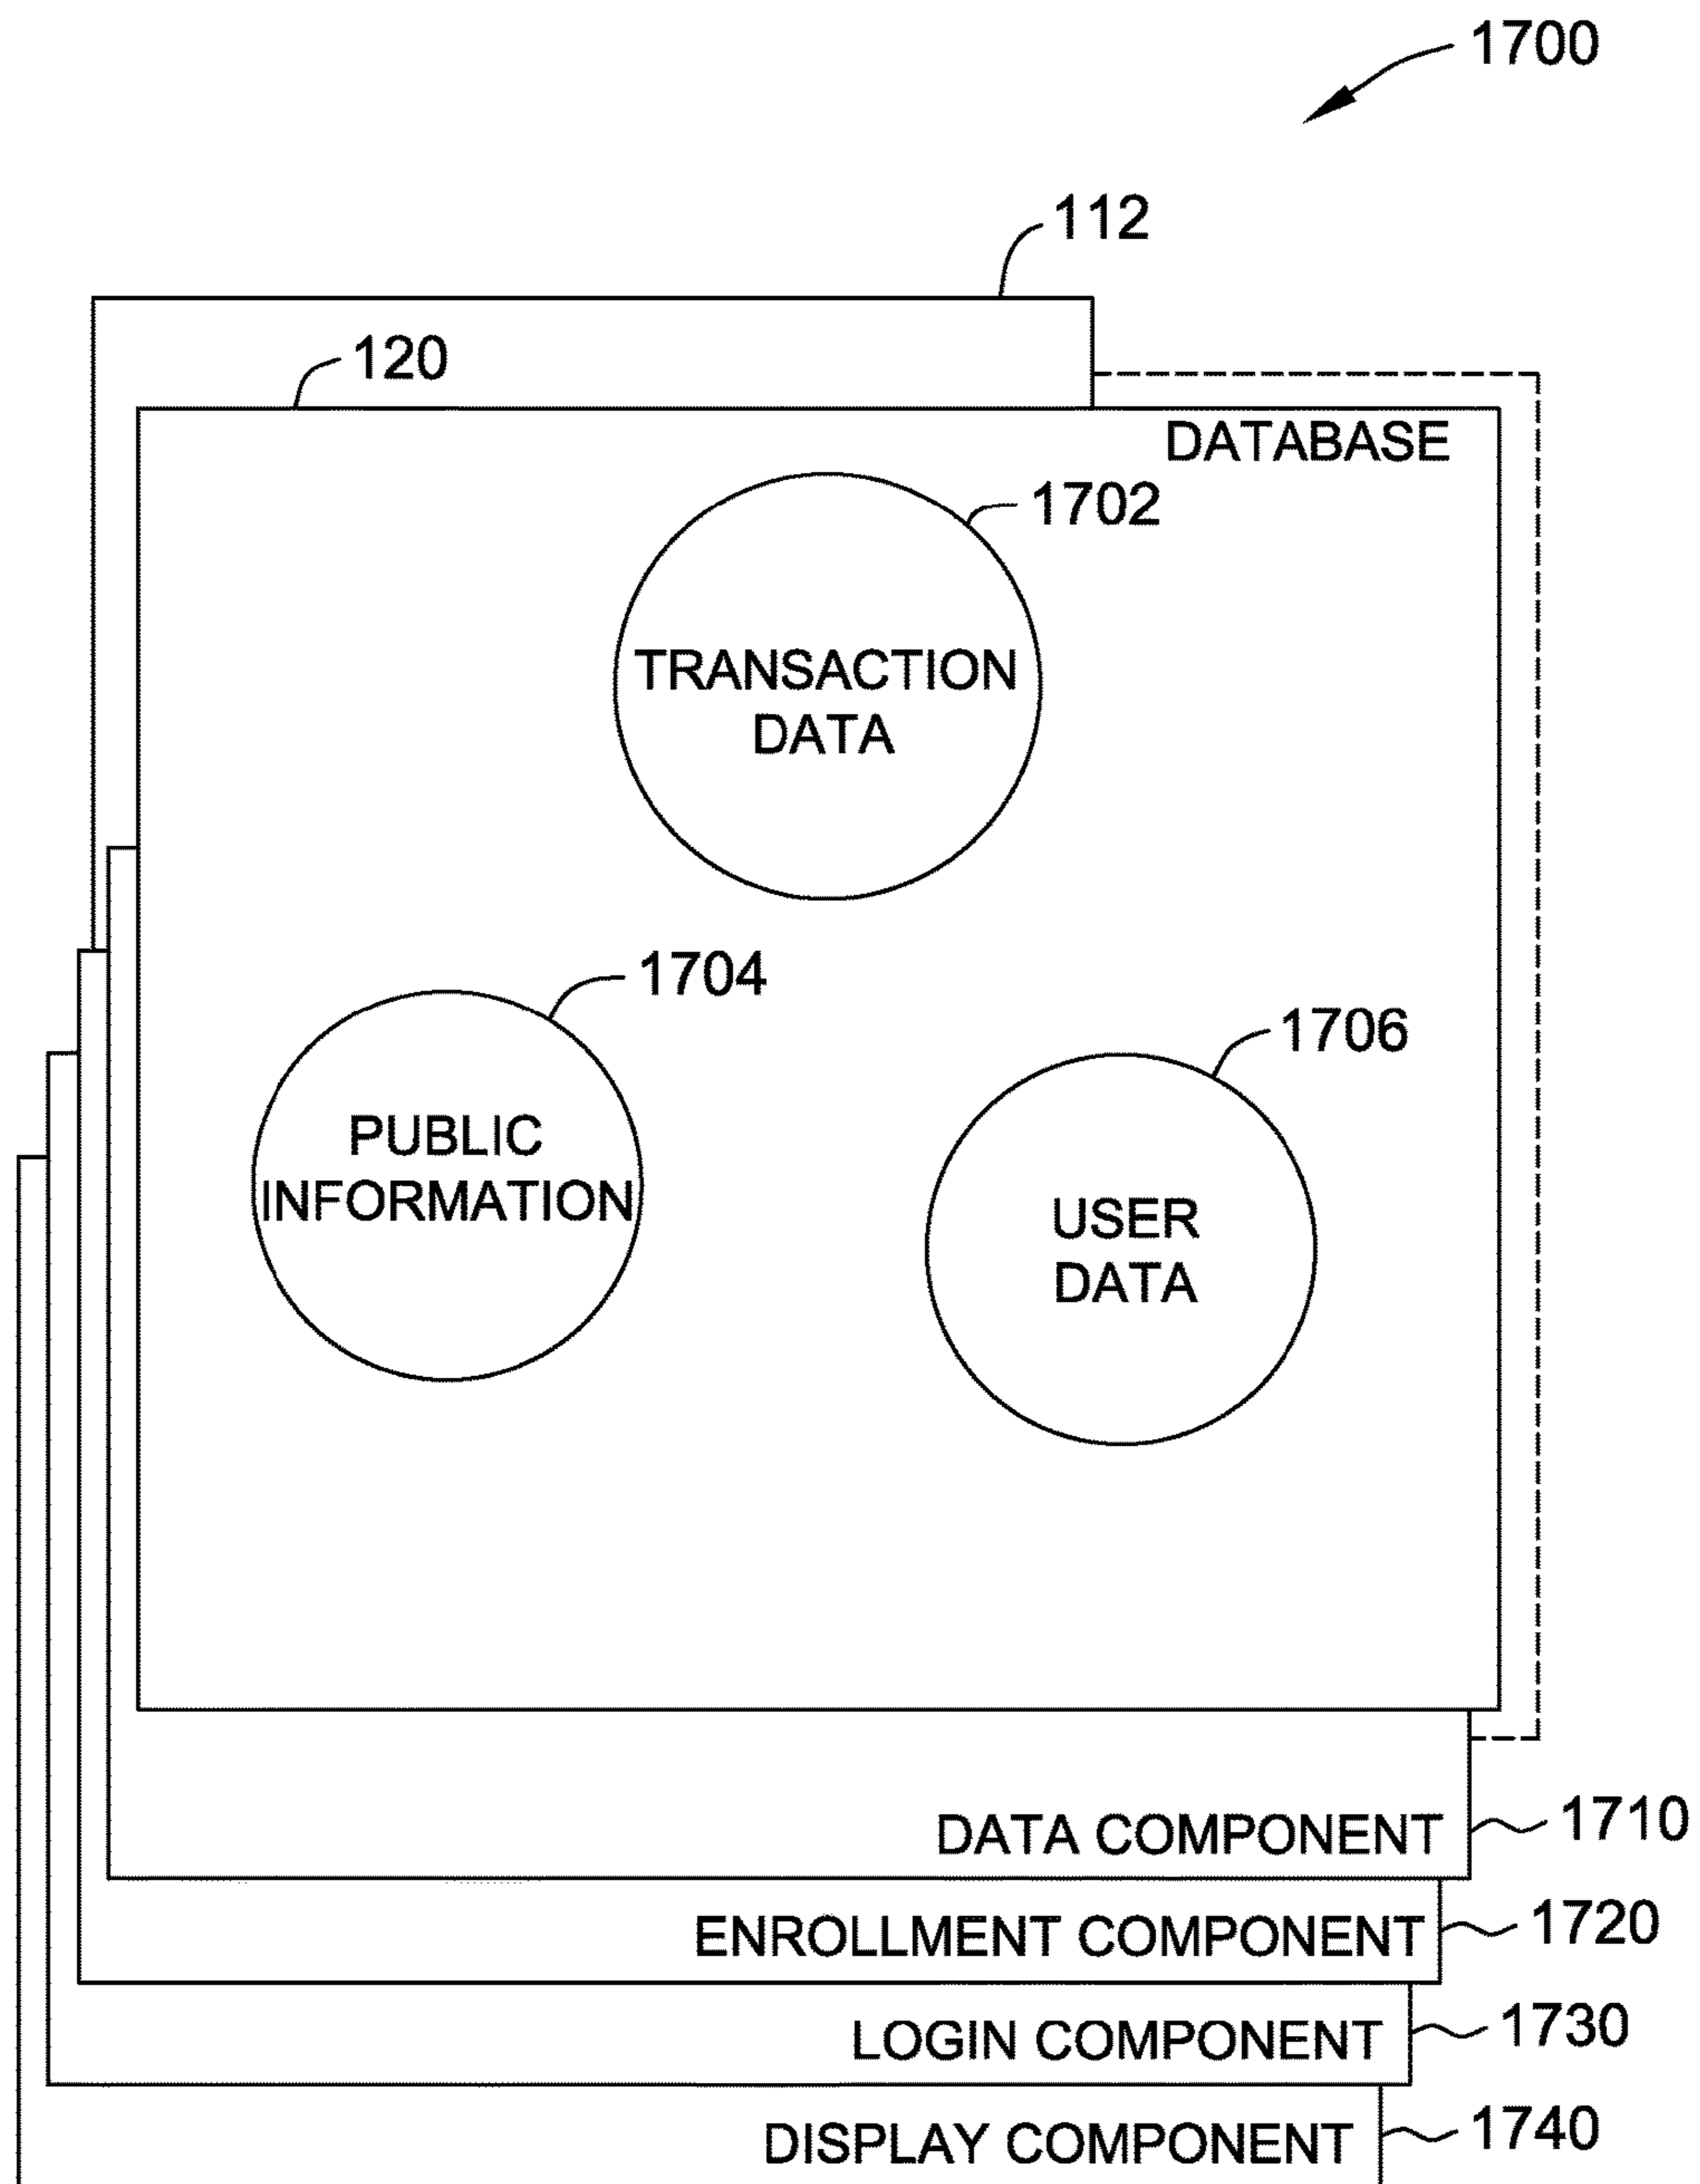 1700
112
120
DATABASE
1702
TRANSACTION
DATA
1704
1706
PUBLIC
INFORMATION
USER
DATA
DATA COMPONENT
1710
ENROLLMENT COMPONENT
1720
LOGIN COMPONENT
1730
DISPLAY COMPONENT
1740